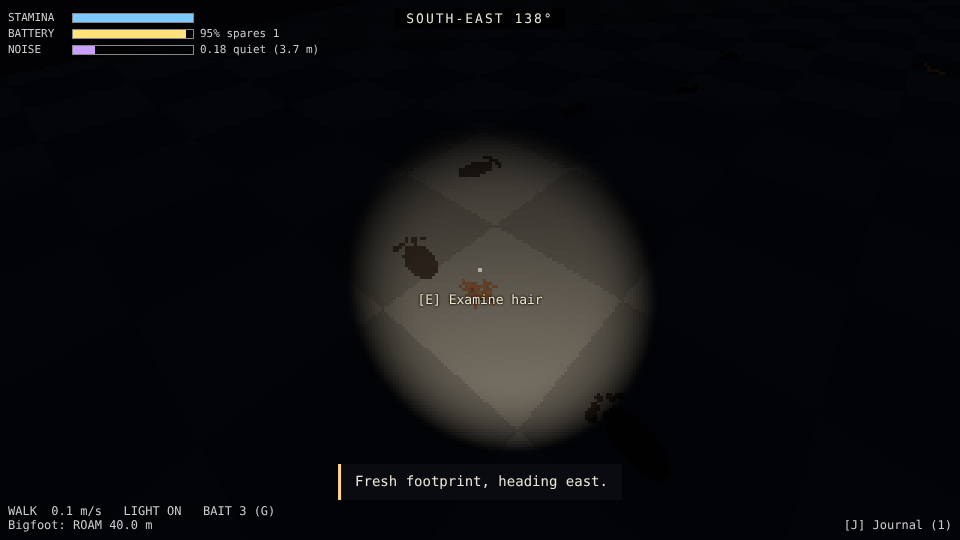 STAMINA
SOUTH-EAST 138°
BATTERY 95% spares 1
NOISE 0.18 quiet (3.7 m)
[E] Examine hair
Fresh footprint, heading east.
WALK 0.1 m/s LIGHT ON BAIT 3 (G)
Bigfoot: ROAM 40.0 m
[J] Journal (1)